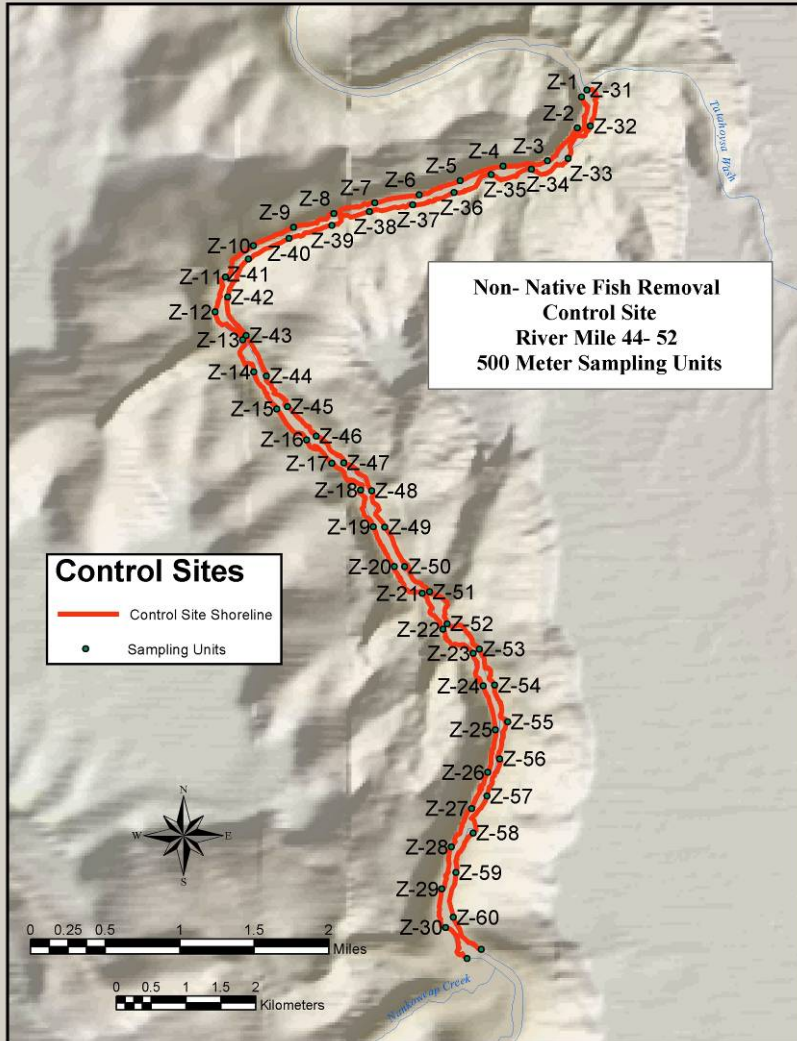 Z-1
Z-31
Z-2
Z-32
Tatahoysa Wash
Z-3
Z-4
Z-33
Z-34
Z-5
Z-35
Z-6
Z-36
Z-7
Z-37
Z-8
Z-38
Z-9
Z-39
Z-10
Z-40
Z-11
Z-41
Z-42
Z-12
Z-13
Z-43
Z-14
Z-44
Z-15
Z-45
Z-16
Z-46
Z-17
Z-47
Z-18
Z-48
Z-19
Z-49
Z-20
Z-50
Z-21
Z-51
Z-22
Z-52
Z-23
Z-53
Z-24
Z-54
Z-25
Z-55
Z-26
Z-56
Z-27
Z-57
Z-28
Z-58
Z-29
Z-59
Z-30
Z-60
Non- Native Fish Removal
Control Site
River Mile 44- 52
500 Meter Sampling Units
Control Sites
Control Site Shoreline
Sampling Units
N
W E
S
0 0.25 0.5 1 1.5 2
Miles
0 0.5 1 1.5 2
Kilometers
Nankoweap Creek